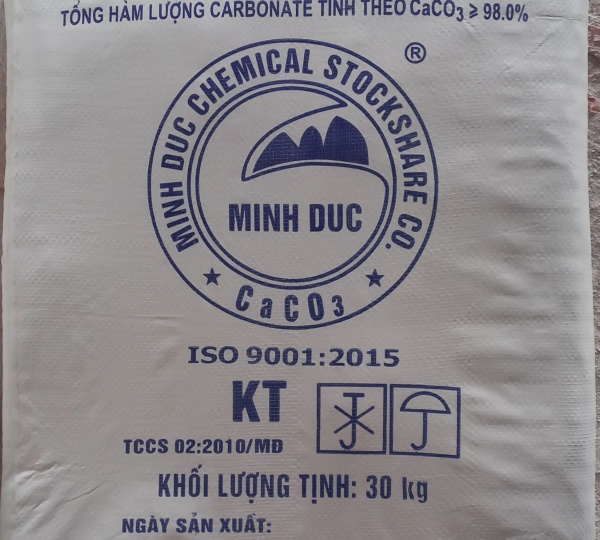 TỔNG HÀM LƯỢNG CARBONATE TÍNH THEO CaCO3 ≥ 98.0%
®
MINH DUC CHEMICAL STOCKSHARE CO.
MINH DUC
★ CaCO3 ★
ISO 9001:2015
KT
TCCS 02:2010/MĐ
KHỐI LƯỢNG TỊNH: 30 kg
NGÀY SẢN XUẤT: